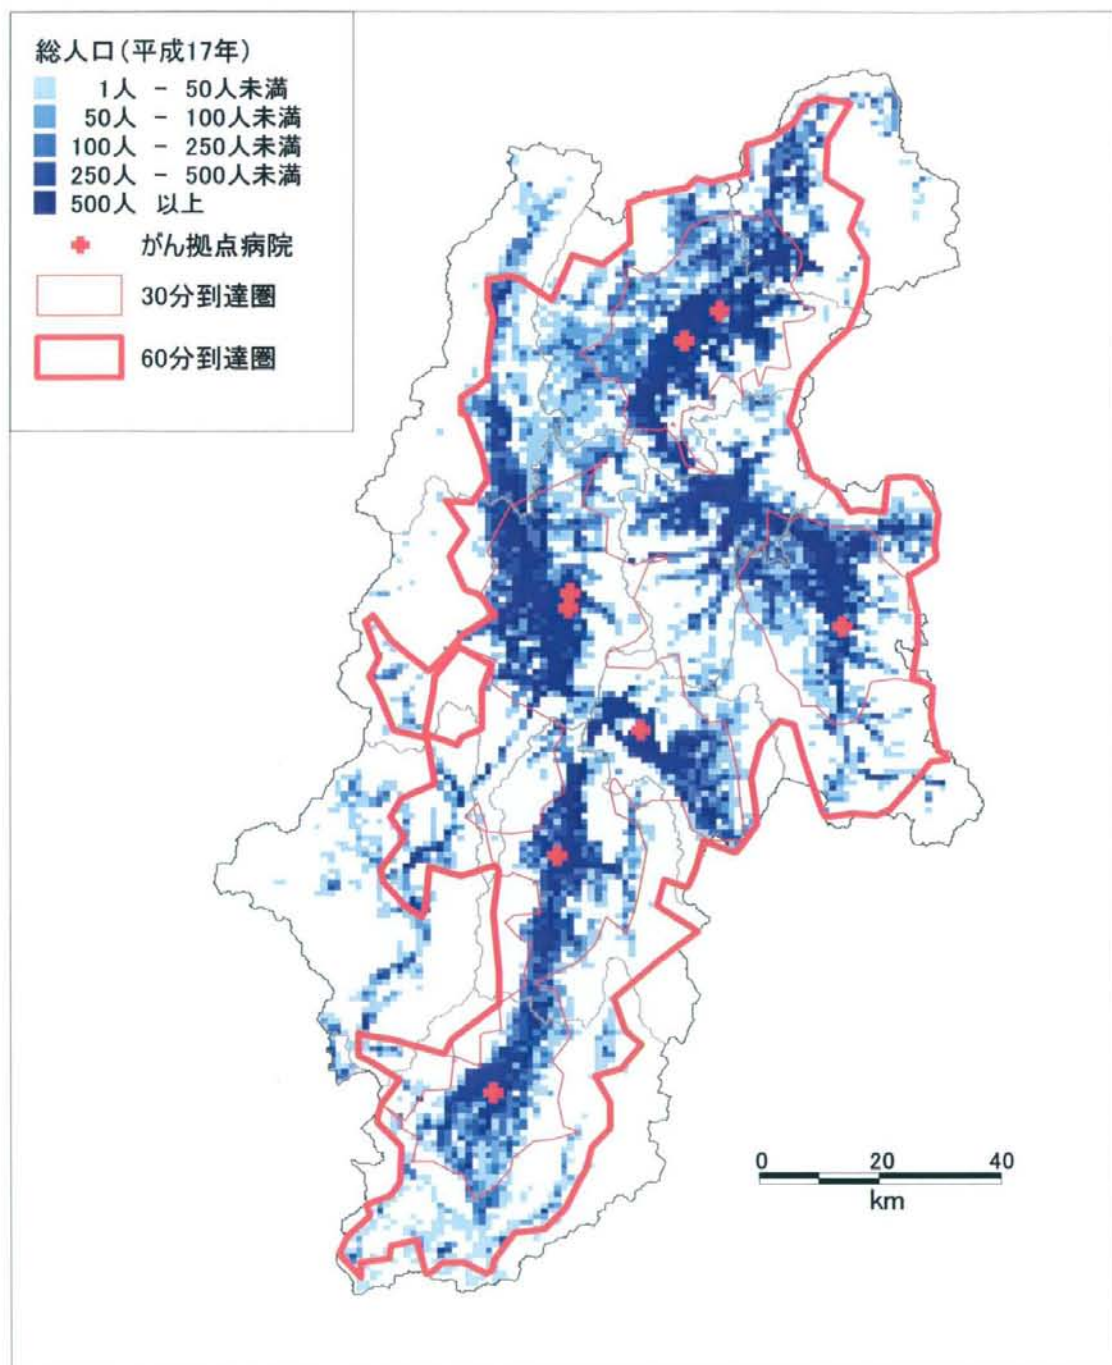 総人口(平成17年)
1人 - 50人未満
50人 - 100人未満
100人 - 250人未満
250人 - 500人未満
500人 以上
がん拠点病院
30分到達圏
60分到達圏
0 20 40
km